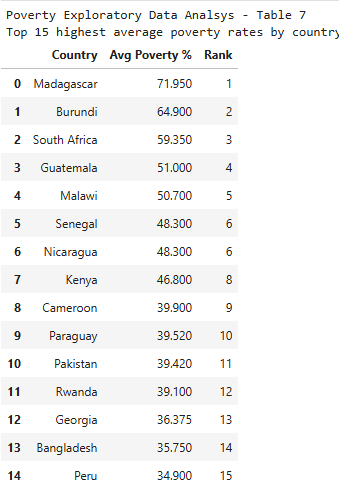 Poverty Exploratory Data Analsys - Table 7
Top 15 highest average poverty rates by country
Country Avg Poverty % Rank
0 Madagascar 71.950 1
1 Burundi 64.900 2
2 South Africa 59.350 3
3 Guatemala 51.000 4
4 Malawi 50.700 5
5 Senegal 48.300 6
6 Nicaragua 48.300 6
7 Kenya 46.800 8
8 Cameroon 39.900 9
9 Paraguay 39.520 10
10 Pakistan 39.420 11
11 Rwanda 39.100 12
12 Georgia 36.375 13
13 Bangladesh 35.750 14
14 Peru 34.900 15